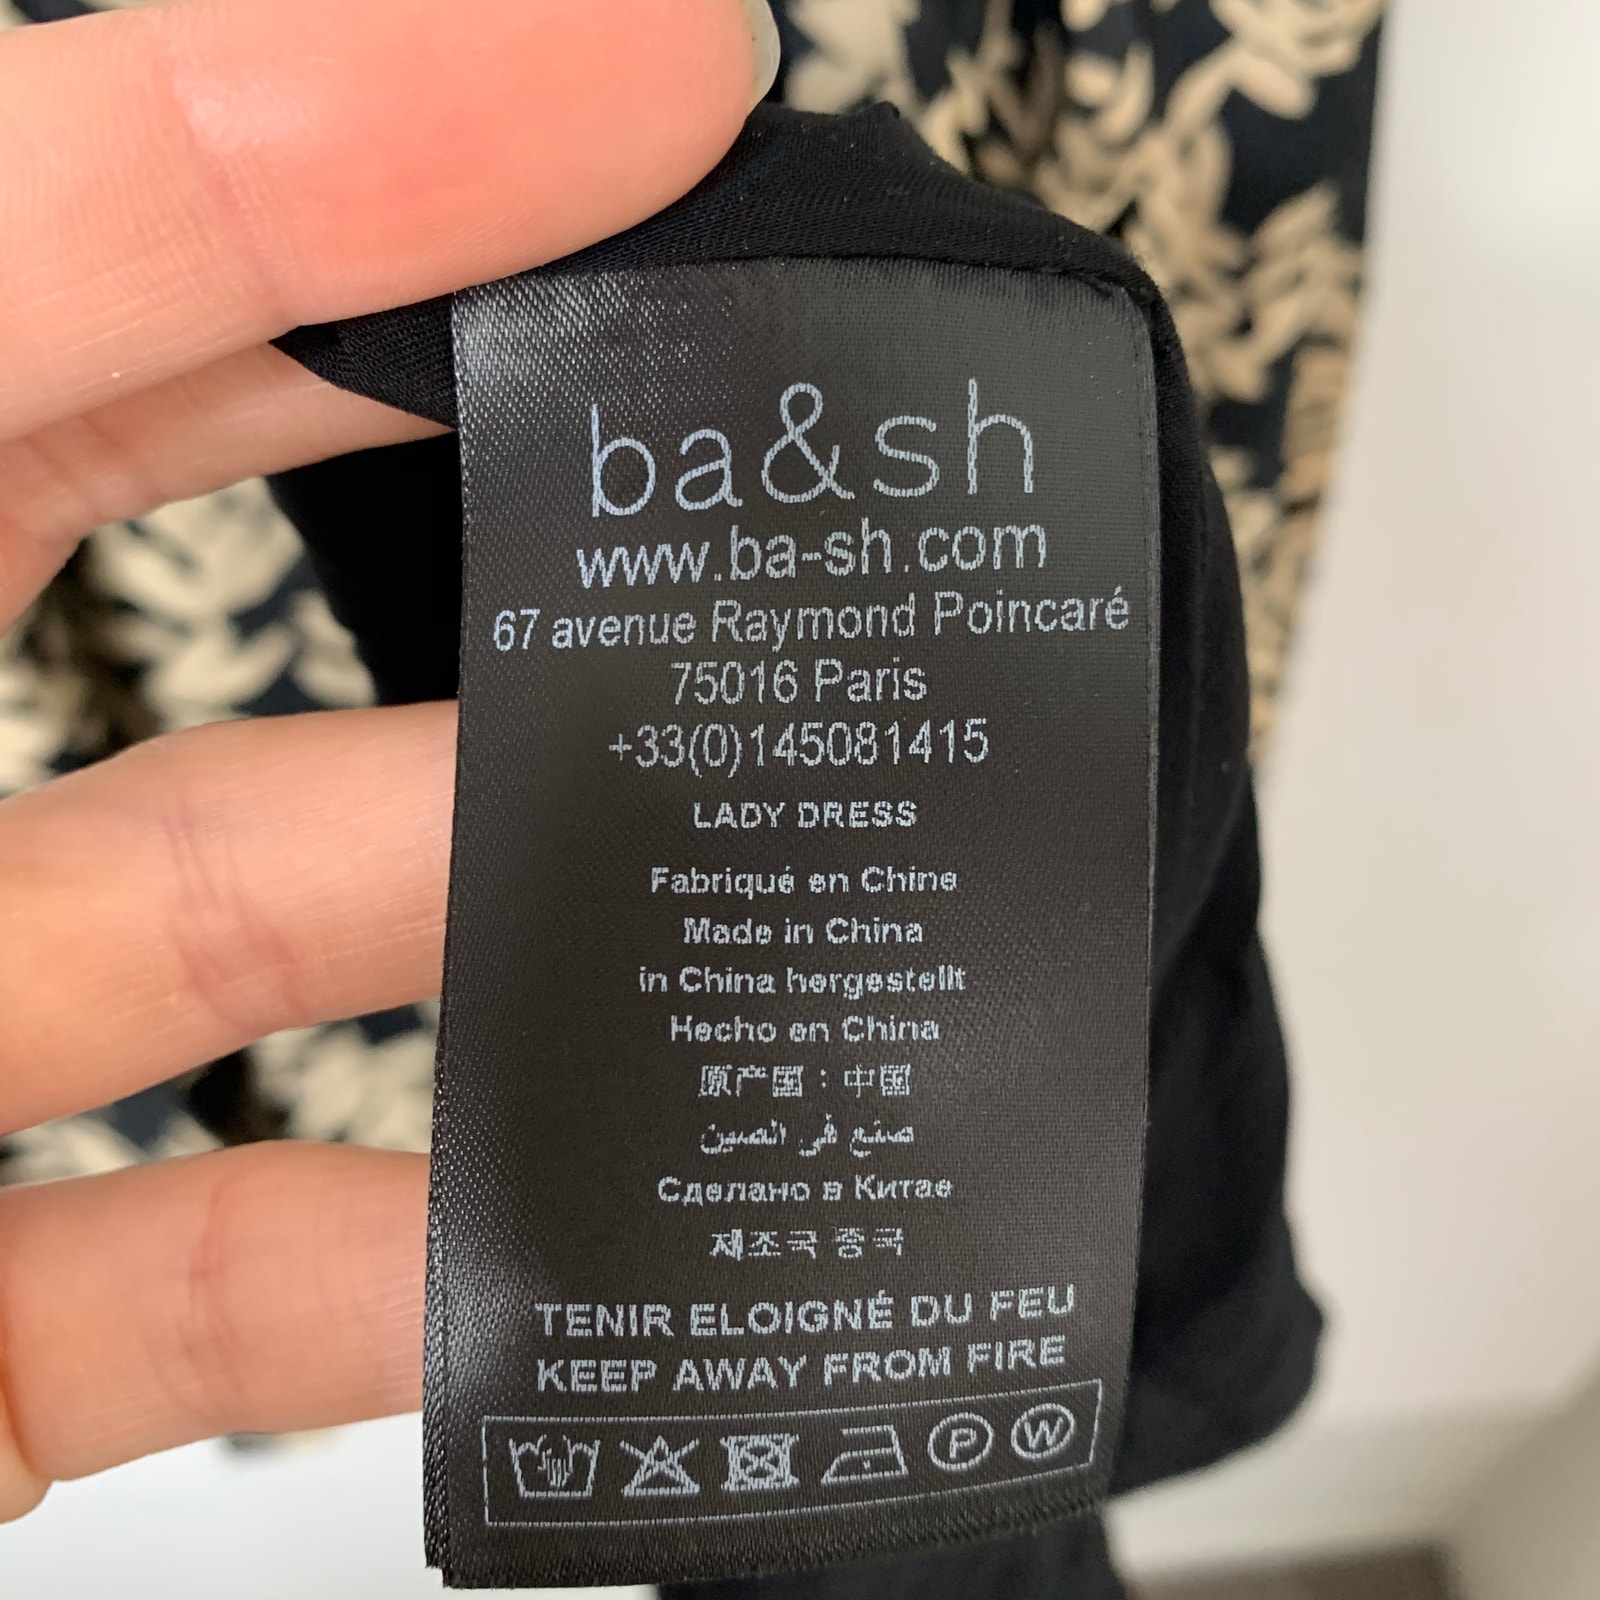 ba&sh
www.ba-sh.com
67 avenue Raymond Poincaré
75016 Paris
+33(0)145081415
LADY DRESS
Fabriqué en Chine
Made in China
in China hergestellt
Hecho en China
原产国：中国
صنع في الصين
Сделано в Китае
제조국 중국
TENIR ELOIGNÉ DU FEU
KEEP AWAY FROM FIRE
P W